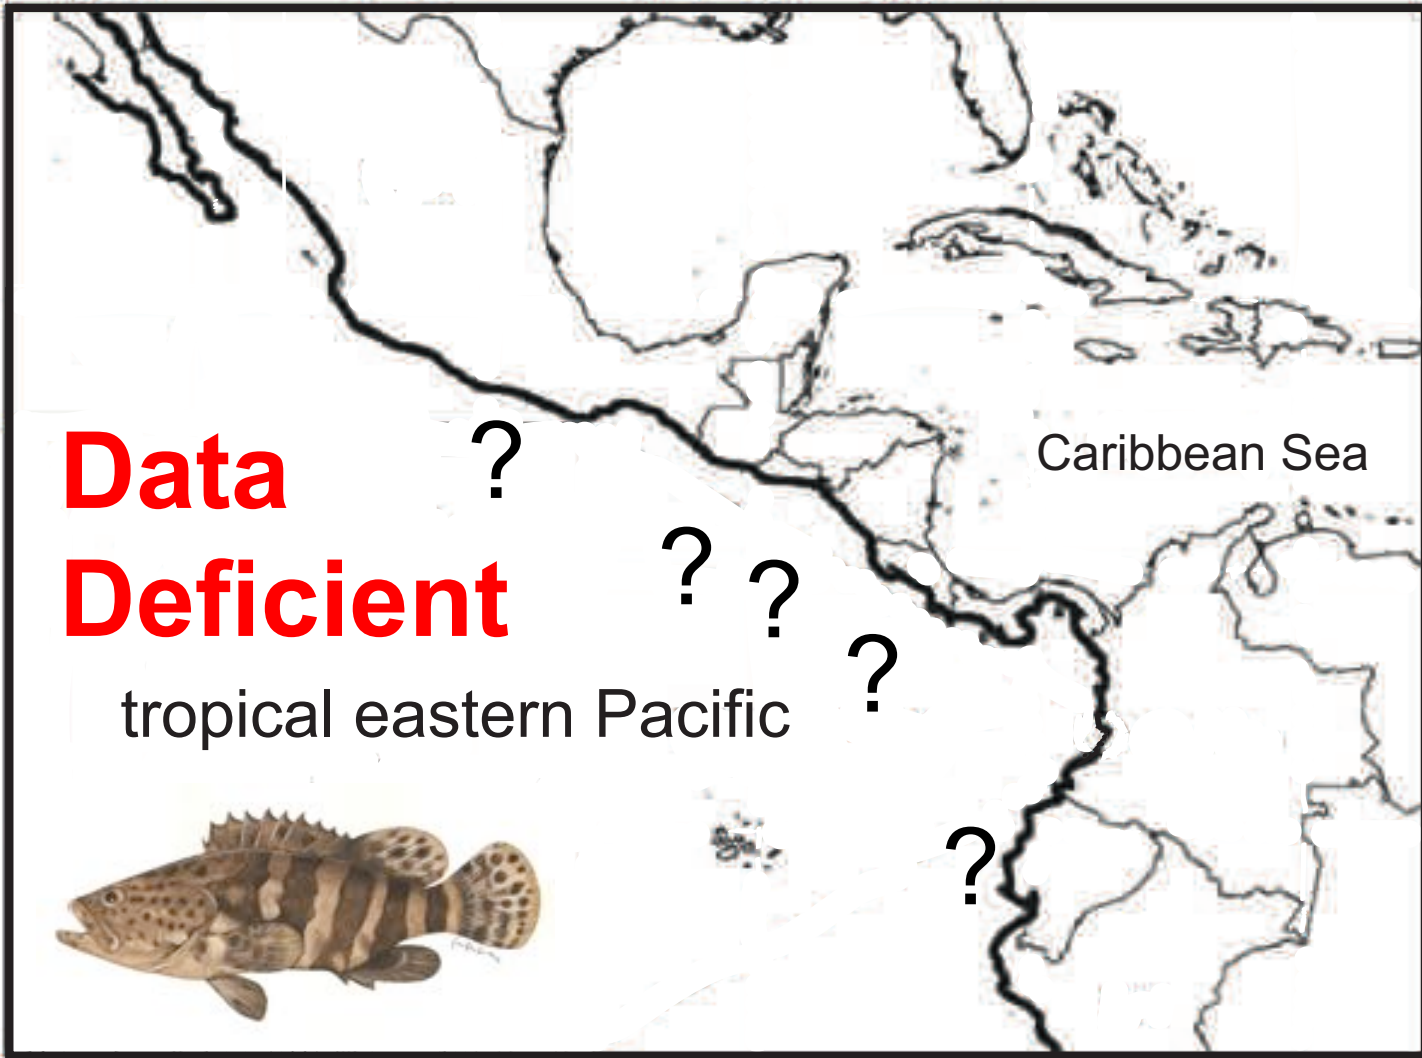 Data
Deficient
?
?
?
?
?
Caribbean Sea
tropical eastern Pacific